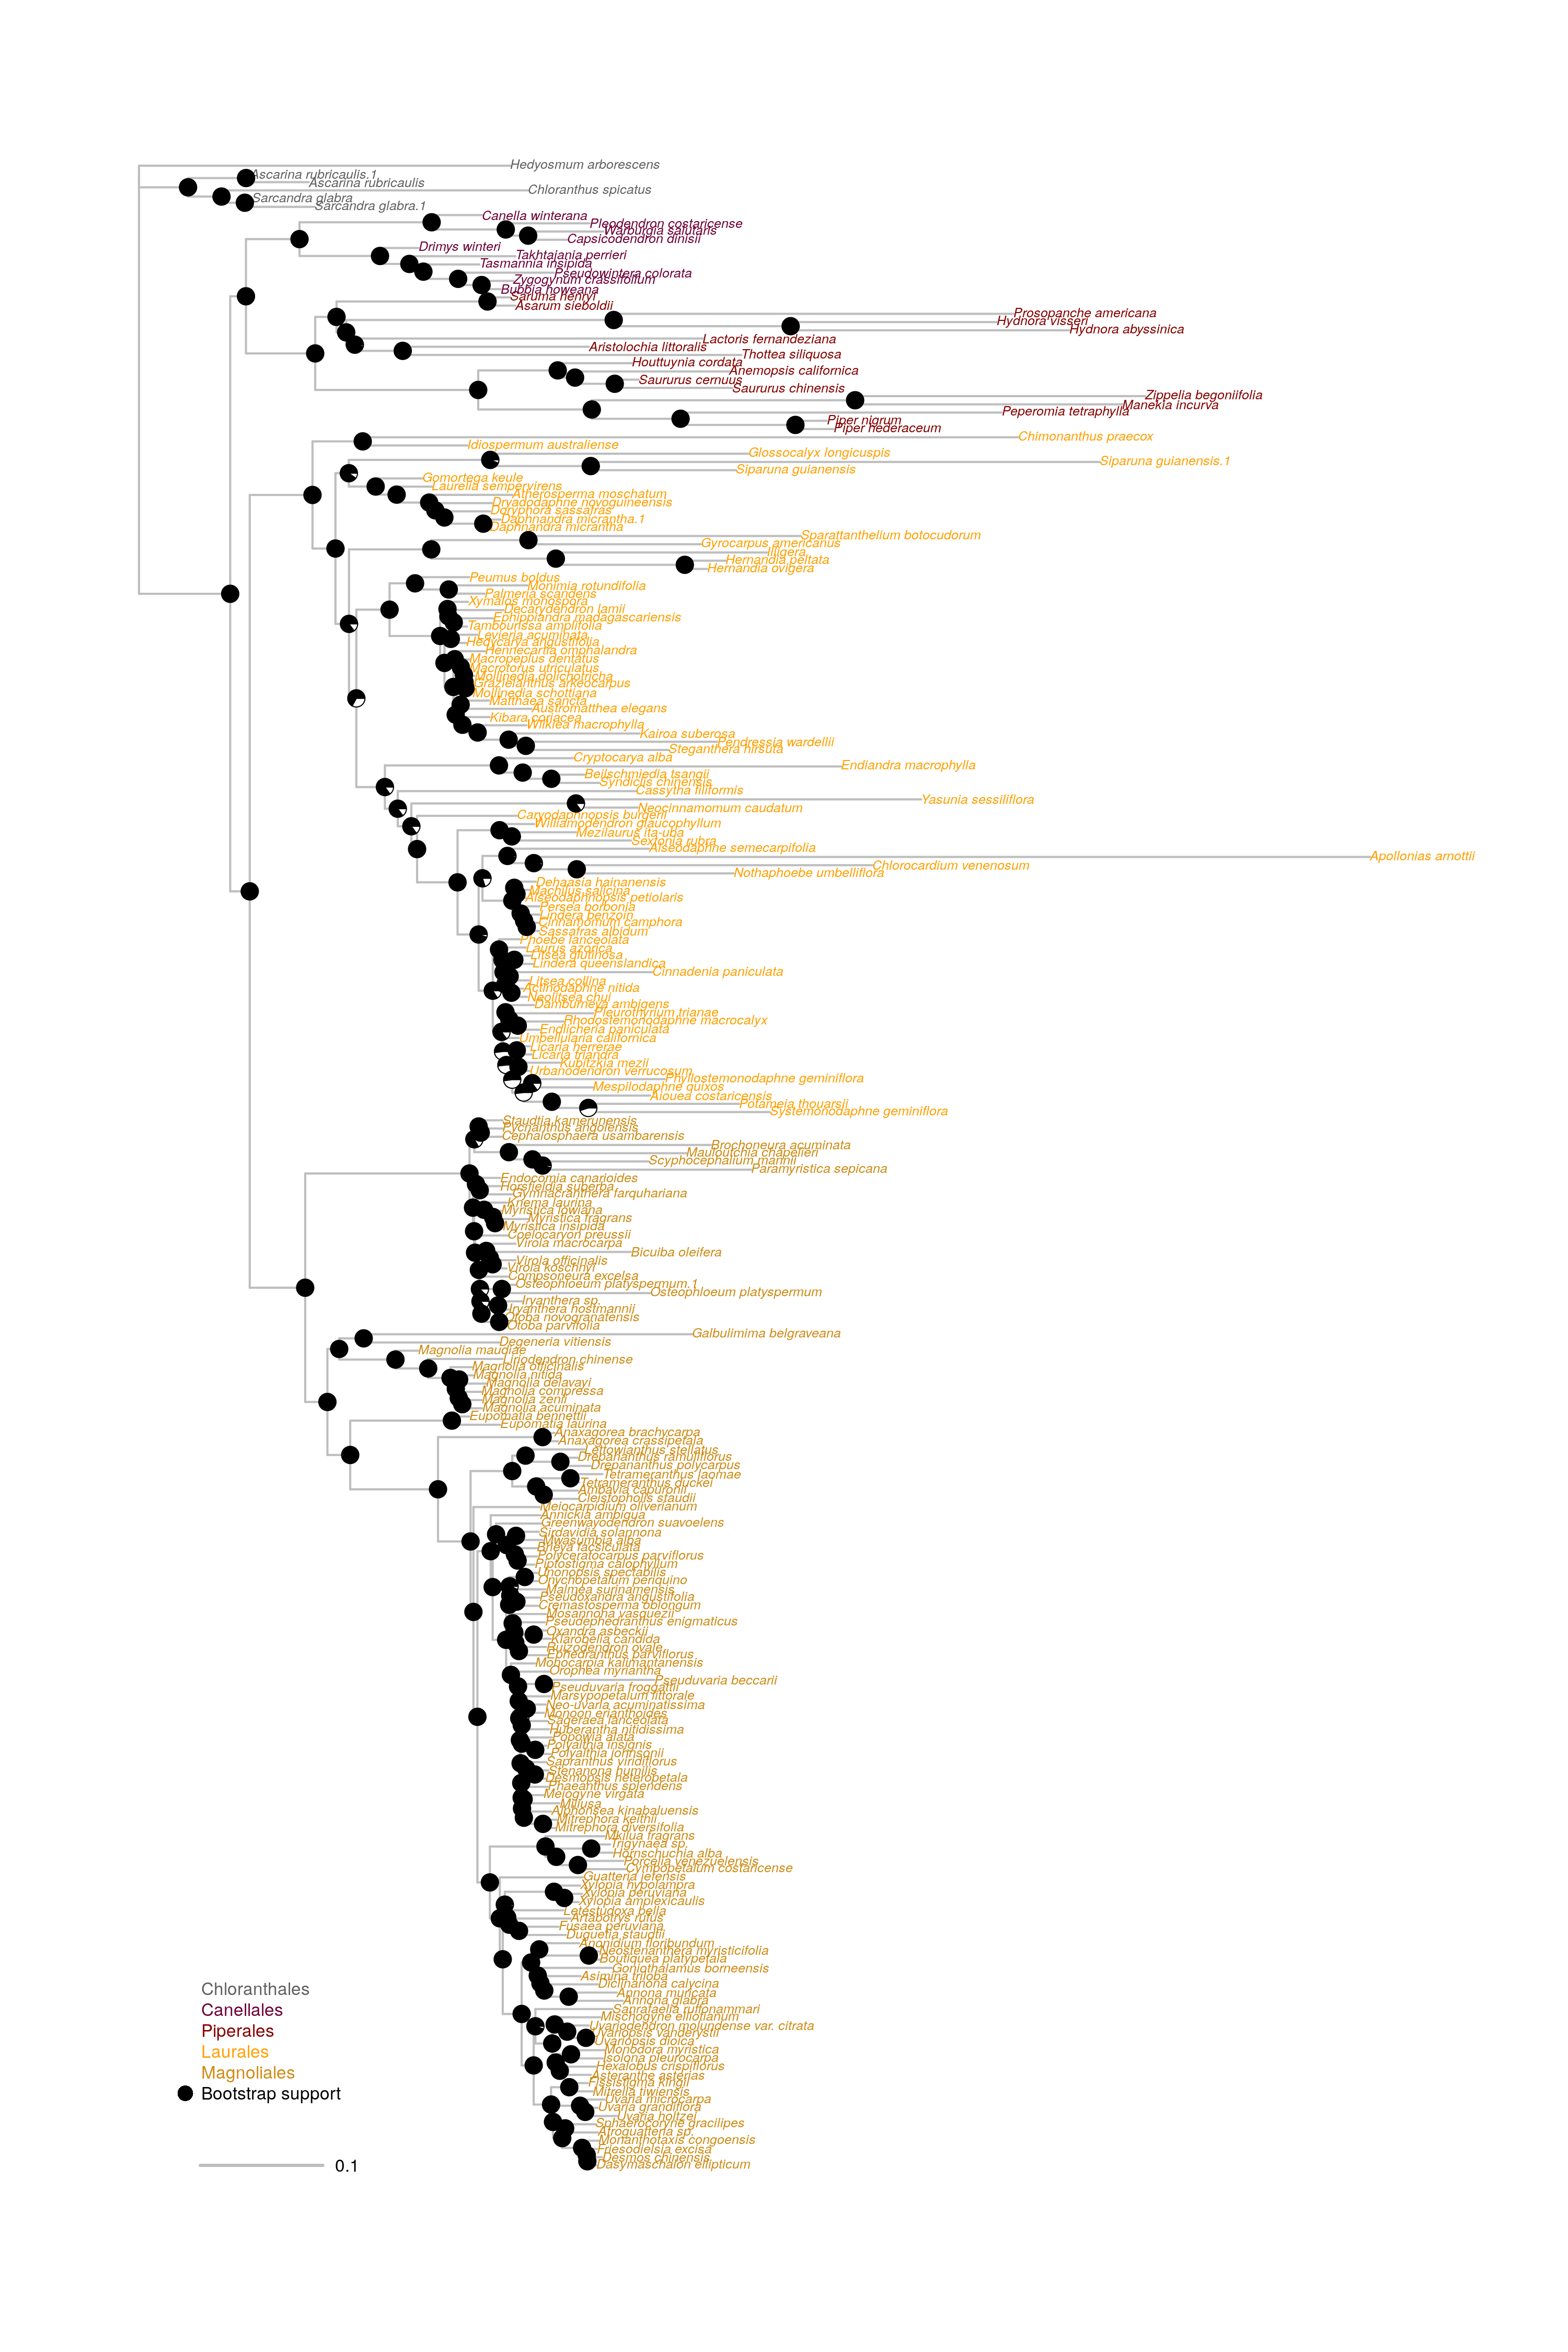 Hedyosmum arborescens
Ascarina rubricaulis.1
Ascarina rubricaulis
Chloranthus spicatus
Sarcandra glabra
Sarcandra glabra.1
Canella winterana
Pleodendron costaricense
Warburgia salutaris
Capsicodendron dinisii
Drimys winteri
Takhtajania perrieri
Tasmannia insipida
Pseudowintera colorata
Zygogynum crassifolium
Bubbia howeana
Saruma henryi
Asarum sieboldii
Prosopanche americana
Hydnora visseri
Hydnora abyssinica
Lactoris fernandeziana
Aristolochia littoralis
Thottea siliquosa
Houttuynia cordata
Anemopsis californica
Saururus cernuus
Saururus chinensis
Zippelia begoniifolia
Manekia incurva
Peperomia tetraphylla
Piper nigrum
Piper hederaceum
Chimonanthus praecox
Idiospermum australiense
Glossocalyx longicuspis
Siparuna guianensis.1
Siparuna guianensis
Gomortega keule
Laurelia sempervirens
Atherosperma moschatum
Dryadodaphne novoguineensis
Doryphora sassafras
Daphnandra micrantha.1
Daphnandra micrantha
Sparattanthelium botocudorum
Gyrocarpus americanus
Illigera
Hernandia peltata
Hernandia ovigera
Peumus boldus
Monimia rotundifolia
Palmeria scandens
Xymalos monospora
Decarydendron lamii
Ephippiandra madagascariensis
Tambourissa amplifolia
Levieria acuminata
Hedycarya angustifolia
Hennecartia omphalandra
Macropeplus dentatus
Macrotorus utriculatus
Mollinedia dolichotricha
Grazielanthus arkeocarpus
Mollinedia schottiana
Matthaea sancta
Austromatthea elegans
Kibara coriacea
Wilkiea macrophylla
Kairoa suberosa
Pendressia wardellii
Steganthera hirsuta
Cryptocarya alba
Endiandra macrophylla
Beilschmiedia tsangii
Syndiclis chinensis
Cassytha filiformis
Yasunia sessiliflora
Neocinnamomum caudatum
Caryodaphnopsis burgeri
Williamodendron glaucophyllum
Mezilaurus ita-uba
Sextonia rubra
Alseodaphne semecarpifolia
Apollonias arnottii
Chlorocardium venenosum
Nothaphoebe umbelliflora
Dehaasia hainanensis
Machilus salicina
Alseodaphnopsis petiolaris
Persea borbonia
Lindera benzoin
Cinnamomum camphora
Sassafras albidum
Phoebe lanceolata
Laurus azorica
Litsea glutinosa
Lindera queenslandica
Cinnadenia paniculata
Litsea collina
Actinodaphne nitida
Neolitsea chui
Damburneya ambigens
Pleurothyrium trianae
Rhodostemonodaphne macrocalyx
Endlicheria paniculata
Umbellularia californica
Licaria herrerae
Licaria triandra
Kubitzkia mezii
Urbanodendron verrucosum
Phyllostemonodaphne geminiflora
Mespilodaphne quixos
Aiouea costaricensis
Potameia thouarsii
Systemonodaphne geminiflora
Staudtia kamerunensis
Pycnanthus angolensis
Cephalosphaera usambarensis
Brochoneura acuminata
Mauloutchia chapelieri
Scyphocephalium mannii
Paramyristica sepicana
Endocomia canarioides
Horsfieldia suberba
Gymnacranthera farquhariana
Knema laurina
Myristica lowiana
Myristica fragrans
Myristica insipida
Coelocaryon preussii
Virola macrocarpa
Bicuiba oleifera
Virola officinalis
Virola koschnyi
Compsoneura excelsa
Osteophloeum platyspermum.1
Osteophloeum platyspermum
Iryanthera sp.
Iryanthera hostmannii
Otoba novogranatensis
Otoba parvifolia
Galbulimima belgraveana
Degeneria vitiensis
Magnolia maudiae
Liriodendron chinense
Magnolia officinalis
Magnolia nitida
Magnolia delavayi
Magnolia compressa
Magnolia zenii
Magnolia acuminata
Eupomatia bennettii
Eupomatia laurina
Anaxagorea brachycarpa
Anaxagorea crassipetala
Lettowianthus stellatus
Drepananthus ramuliflorus
Drepananthus polycarpus
Tetrameranthus laomae
Tetrameranthus duckei
Ambavia capuronii
Cleistopholis staudii
Meiocarpidium oliverianum
Annickia ambigua
Greenwayodendron suavoelens
Sirdavidia solannona
Mwasumbia alba
Brieya fasciculata
Polyceratocarpus parviflorus
Piptostigma calophyllum
Unonopsis spectabilis
Onychopetalum periquino
Malmea surinamensis
Pseudoxandra angustifolia
Cremastosperma oblongum
Mosannona vasquezii
Pseudephedranthus enigmaticus
Oxandra asbeckii
Klarobelia candida
Ruizodendron ovale
Ephedranthus parviflorus
Monocarpia kalimantanensis
Orophea myriantha
Pseuduvaria beccarii
Pseuduvaria froggattii
Marsypopetalum littorale
Neo-uvaria acuminatissima
Monoon erianthoides
Sageraea lanceolata
Huberantha nitidissima
Popowia alata
Polyalthia insignis
Polyalthia johnsonii
Sapranthus viridiflorus
Stenanona humilis
Desmopsis heteropetala
Phaeanthus splendens
Meiogyne virgata
Miliusa
Alphonsea kinabaluensis
Mitrephora keithii
Mitrephora diversifolia
Mkilua fragrans
Trigynaea sp.
Hornschuchia alba
Porcelia venezuelensis
Cymbopetalum costaricense
Guatteria jefensis
Xylopia hypolampra
Xylopia peruviana
Xylopia amplexicaulis
Letestudoxa bella
Artabotrys rufus
Fusaea peruviana
Duguetia staudtii
Anonidium floribundum
Neostenanthera myristicifolia
Boutiquea platypetala
Goniothalamus borneensis
Asimina triloba
Diclinanona calycina
Annona muricata
Annona glabra
Sanrafaelia ruffonammari
Mischogyne elliotianum
Uvariodendron molundense var. citrata
Uvariopsis vanderystii
Uvariopsis dioica
Monodora myristica
Isolona pleurocarpa
Hexalobus crispiflorus
Asteranthe asterias
Fissistigma kingii
Mitrella tiwiensis
Uvaria microcarpa
Uvaria grandiflora
Uvaria holtzei
Sphaerocoryne gracilipes
Afroguatteria sp.
Monanthotaxis congoensis
Friesodielsia excisa
Desmos chinensis
Dasymaschalon ellipticum
Chloranthales
Canellales
Piperales
Laurales
Magnoliales
Bootstrap support
0.1